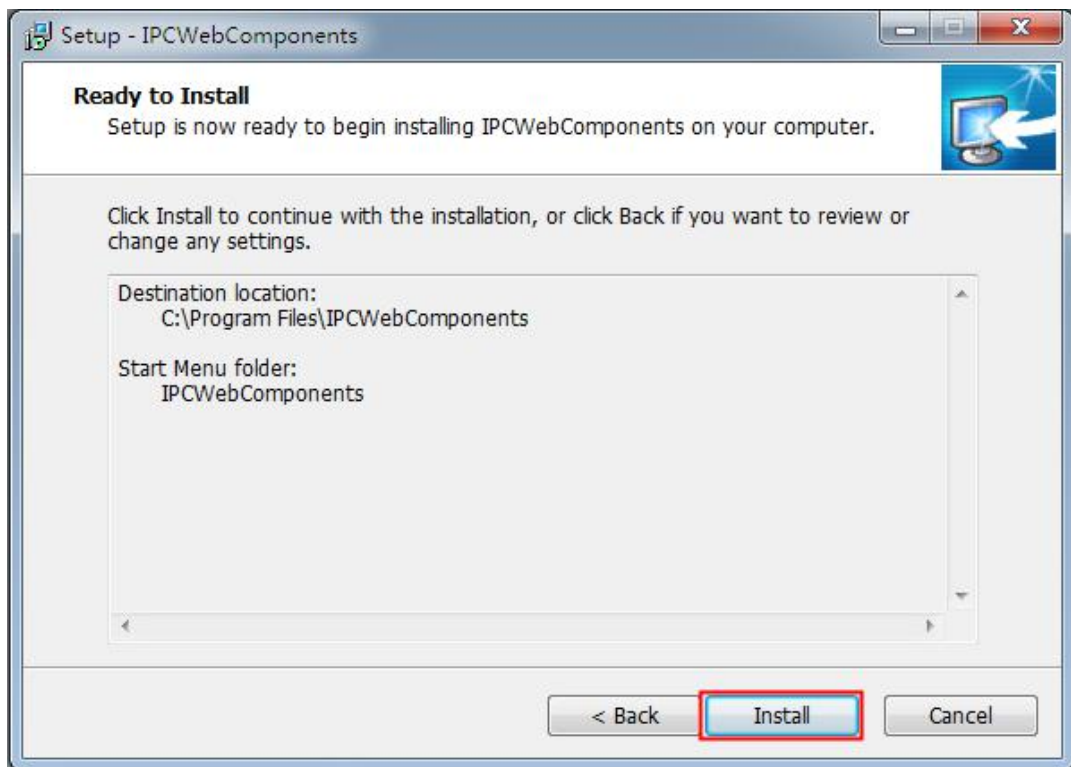 Setup - IPCWebComponents
Ready to Install
Setup is now ready to begin installing IPCWebComponents on your computer.
Click Install to continue with the installation, or click Back if you want to review or
change any settings.
Destination location:
C:\Program Files\IPCWebComponents
Start Menu folder:
IPCWebComponents
< Back Install Cancel